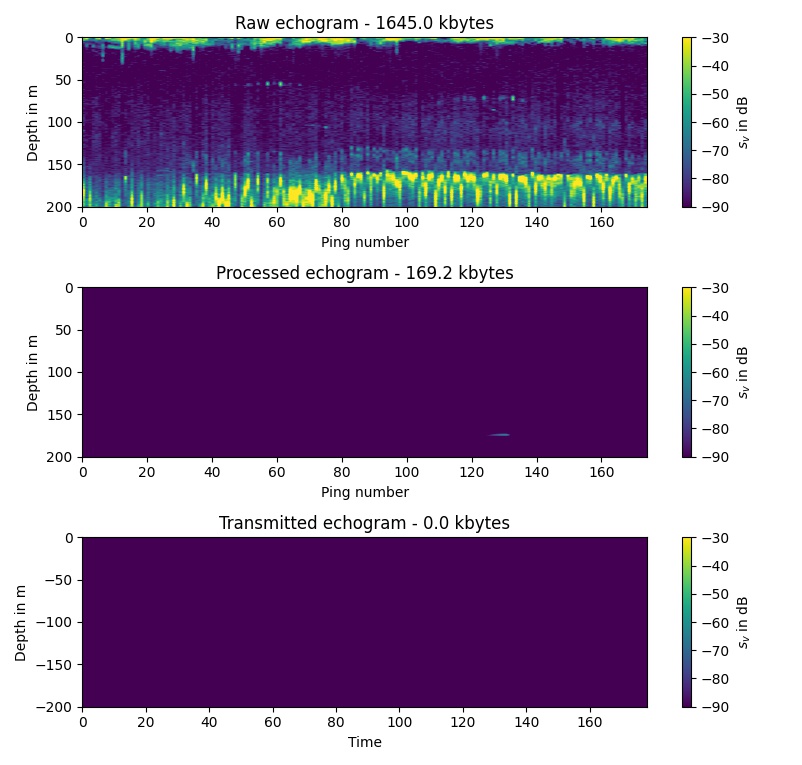 Raw echogram - 1645.0 kbytes
0
50
100
150
200
Depth in m
0 20 40 60 80 100 120 140 160
Ping number
−30
−40
−50
−60
−70
−80
−90
sv in dB
Processed echogram - 169.2 kbytes
0
50
100
150
200
Depth in m
0 20 40 60 80 100 120 140 160
Ping number
−30
−40
−50
−60
−70
−80
−90
sv in dB
Transmitted echogram - 0.0 kbytes
0
−50
−100
−150
−200
Depth in m
0 20 40 60 80 100 120 140 160
Time
−30
−40
−50
−60
−70
−80
−90
sv in dB